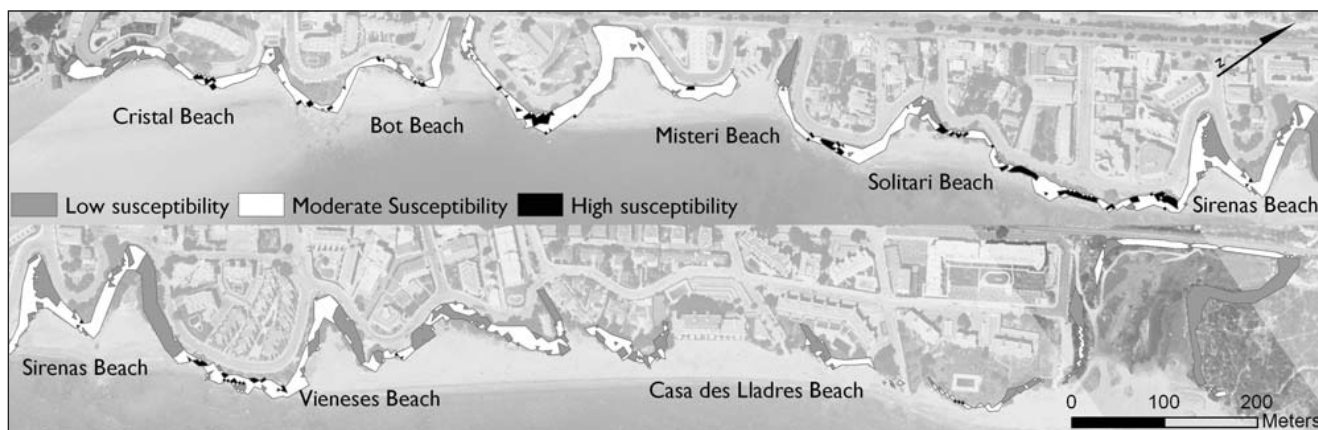 Cristal Beach
Bot Beach
Misteri Beach
Solitari Beach
Sirenas Beach
Low susceptibility
Moderate Susceptibility
High susceptibility
N
Sirenas Beach
Vieneses Beach
Casa des Lladres Beach
0 100 200
Meters